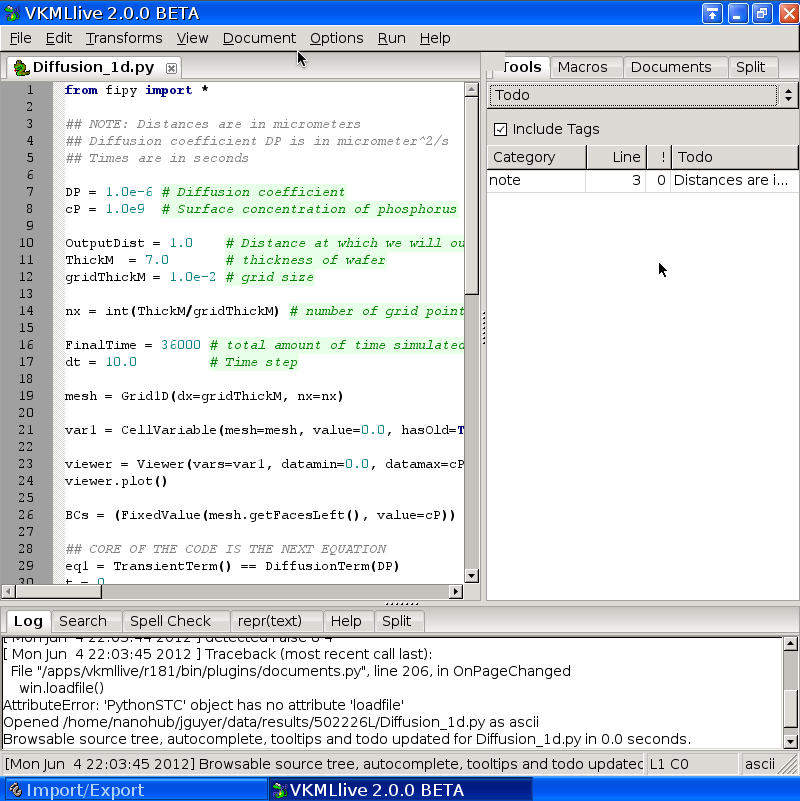 VKMLlive 2.0.0 BETA
File Edit Transforms View Document Options Run Help
Diffusion_1d.py
1 from fipy import *
2
3 ## NOTE: Distances are in micrometers
4 ## Diffusion coefficient DP is in micrometer^2/s
5 ## Times are in seconds
6
7 DP = 1.0e-6 # Diffusion coefficient
8 cP = 1.0e9 # Surface concentration of phosphorus
9
10 OutputDist = 1.0 # Distance at which we will ou
11 ThickM = 7.0 # thickness of wafer
12 gridThickM = 1.0e-2 # grid size
13
14 nx = int(ThickM/gridThickM) # number of grid point
15
16 FinalTime = 36000 # total amount of time simulated
17 dt = 10.0 # Time step
18
19 mesh = Grid1D(dx=gridThickM, nx=nx)
20
21 var1 = CellVariable(mesh=mesh, value=0.0, hasOld=T
22
23 viewer = Viewer(vars=var1, datamin=0.0, datamax=cP
24 viewer.plot()
25
26 BCs = (FixedValue(mesh.getFacesLeft(), value=cP))
27
28 ## CORE OF THE CODE IS THE NEXT EQUATION
29 eq1 = TransientTerm() == DiffusionTerm(DP)
30 t = 0
Tools Macros Documents Split
Todo
Include Tags
Category Line ! Todo
note 3 0 Distances are i...
Log Search Spell Check repr(text) Help Split
[ Mon Jun 4 22:03:44 2012 ] detected False 8 4
[ Mon Jun 4 22:03:45 2012 ] Traceback (most recent call last):
File "/apps/vkmllive/r181/bin/plugins/documents.py", line 206, in OnPageChanged
win.loadfile()
AttributeError: 'PythonSTC' object has no attribute 'loadfile'
Opened /home/nanohub/jguyer/data/results/502226L/Diffusion_1d.py as ascii
Browsable source tree, autocomplete, tooltips and todo updated for Diffusion_1d.py in 0.0 seconds.
[Mon Jun 4 22:03:45 2012] Browsable source tree, autocomplete, tooltips and todo updated L1 C0 ascii
Import/Export VKMLlive 2.0.0 BETA